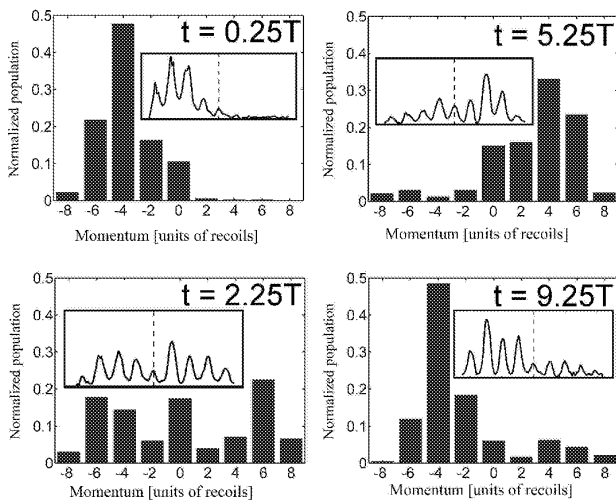 t = 0.25T
Normalized population
0.5
0.4
0.3
0.2
0.1
0
-8 -6 -4 -2 0 2 4 6 8
Momentum [units of recoils]
t = 5.25T
Normalized population
0.5
0.4
0.3
0.2
0.1
0
-8 -6 -4 -2 0 2 4 6 8
Momentum [units of recoils]
t = 2.25T
Normalized population
0.5
0.4
0.3
0.2
0.1
0
-8 -6 -4 -2 0 2 4 6 8
Momentum [units of recoils]
t = 9.25T
Normalized population
0.5
0.4
0.3
0.2
0.1
0
-8 -6 -4 -2 0 2 4 6 8
Momentum [units of recoils]